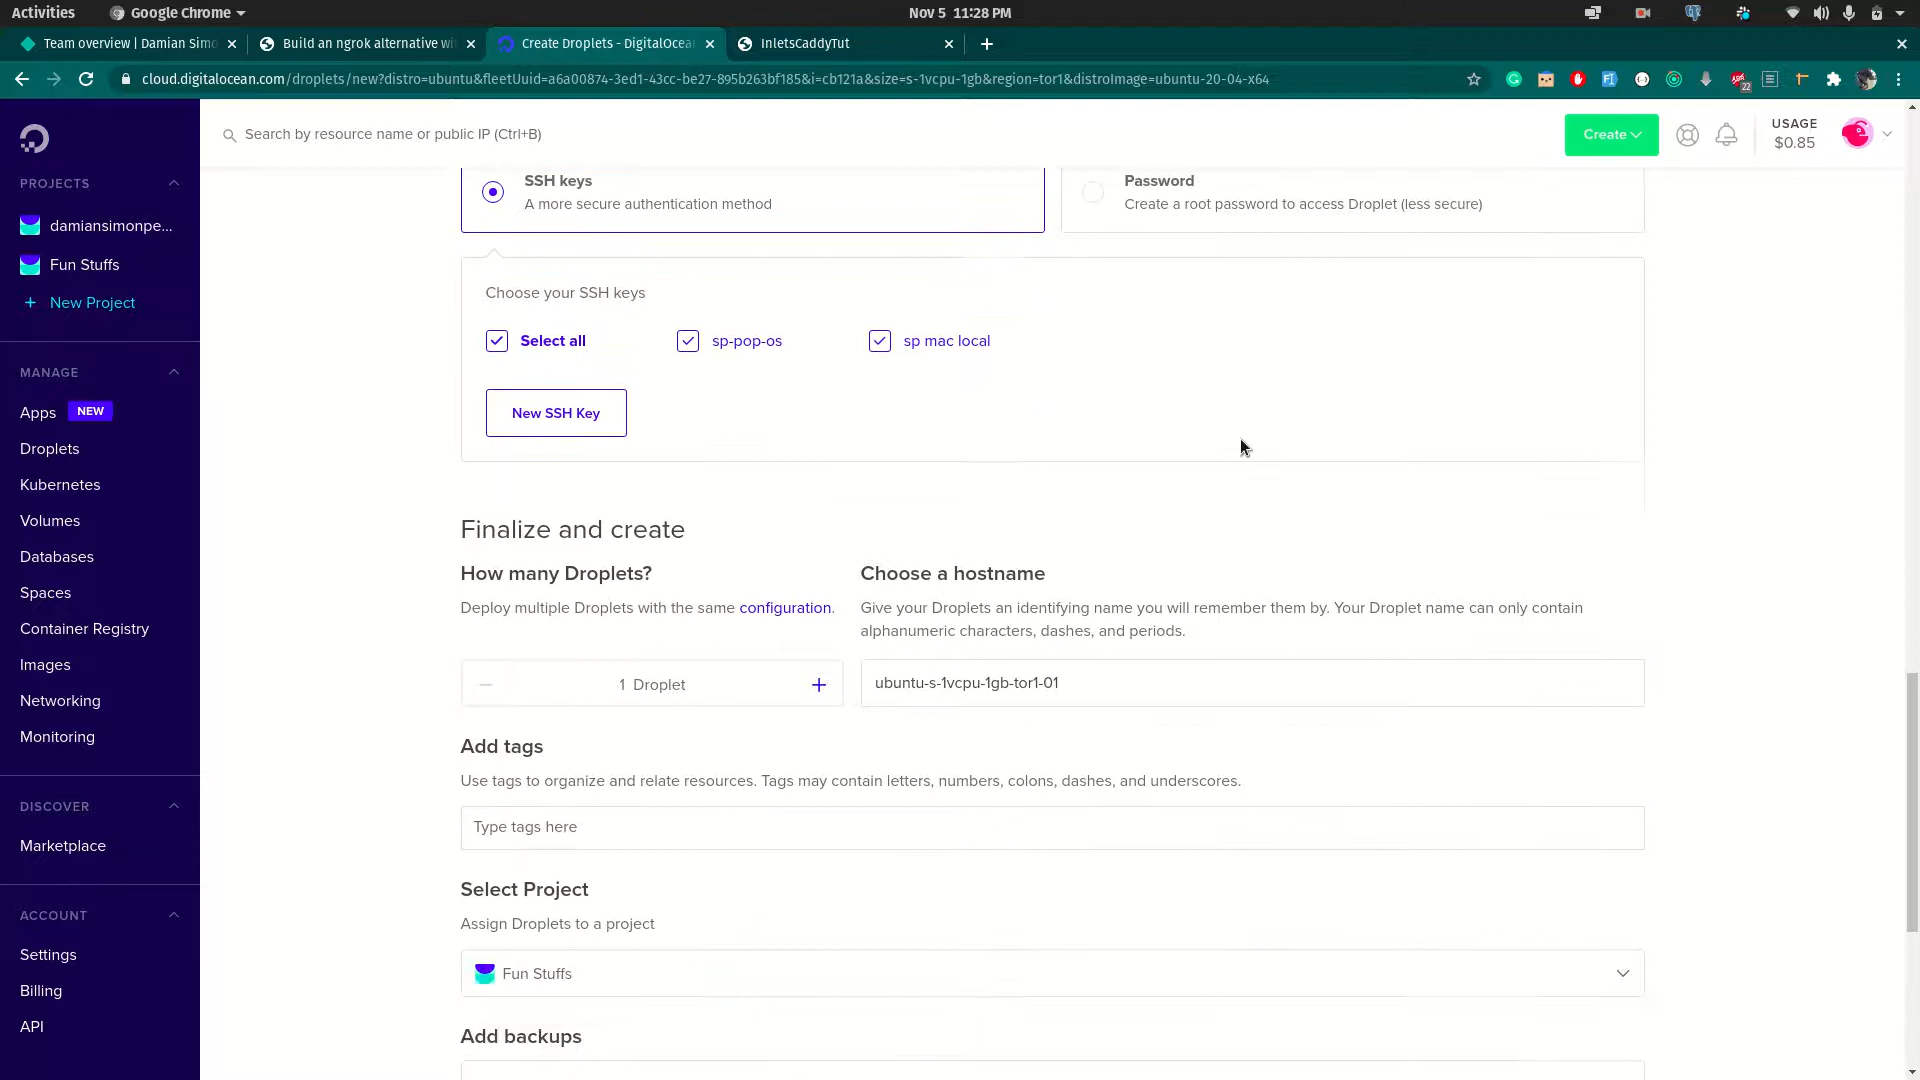 Activities
Google Chrome
Nov 5 11:28 PM
Team overview | Damian Simo
Build an ngrok alternative wi
Create Droplets - DigitalOcea
InletsCaddyTut
cloud.digitalocean.com/droplets/new?distro=ubuntu&fleetUuid=a6a00874-3ed1-43cc-be27-895b263bf185&i=cb121a&size=s-1vcpu-1gb&region=tor1&distroImage=ubuntu-20-04-x64
22
Search by resource name or public IP (Ctrl+B)
Create
USAGE
$0.85
PROJECTS
damiansimonpe...
Fun Stuffs
New Project
MANAGE
Apps NEW
Droplets
Kubernetes
Volumes
Databases
Spaces
Container Registry
Images
Networking
Monitoring
DISCOVER
Marketplace
ACCOUNT
Settings
Billing
API
SSH keys
A more secure authentication method
Password
Create a root password to access Droplet (less secure)
Choose your SSH keys
Select all
sp-pop-os
sp mac local
New SSH Key
Finalize and create
How many Droplets?
Deploy multiple Droplets with the same configuration.
1 Droplet
Choose a hostname
Give your Droplets an identifying name you will remember them by. Your Droplet name can only contain
alphanumeric characters, dashes, and periods.
ubuntu-s-1vcpu-1gb-tor1-01
Add tags
Use tags to organize and relate resources. Tags may contain letters, numbers, colons, dashes, and underscores.
Type tags here
Select Project
Assign Droplets to a project
Fun Stuffs
Add backups